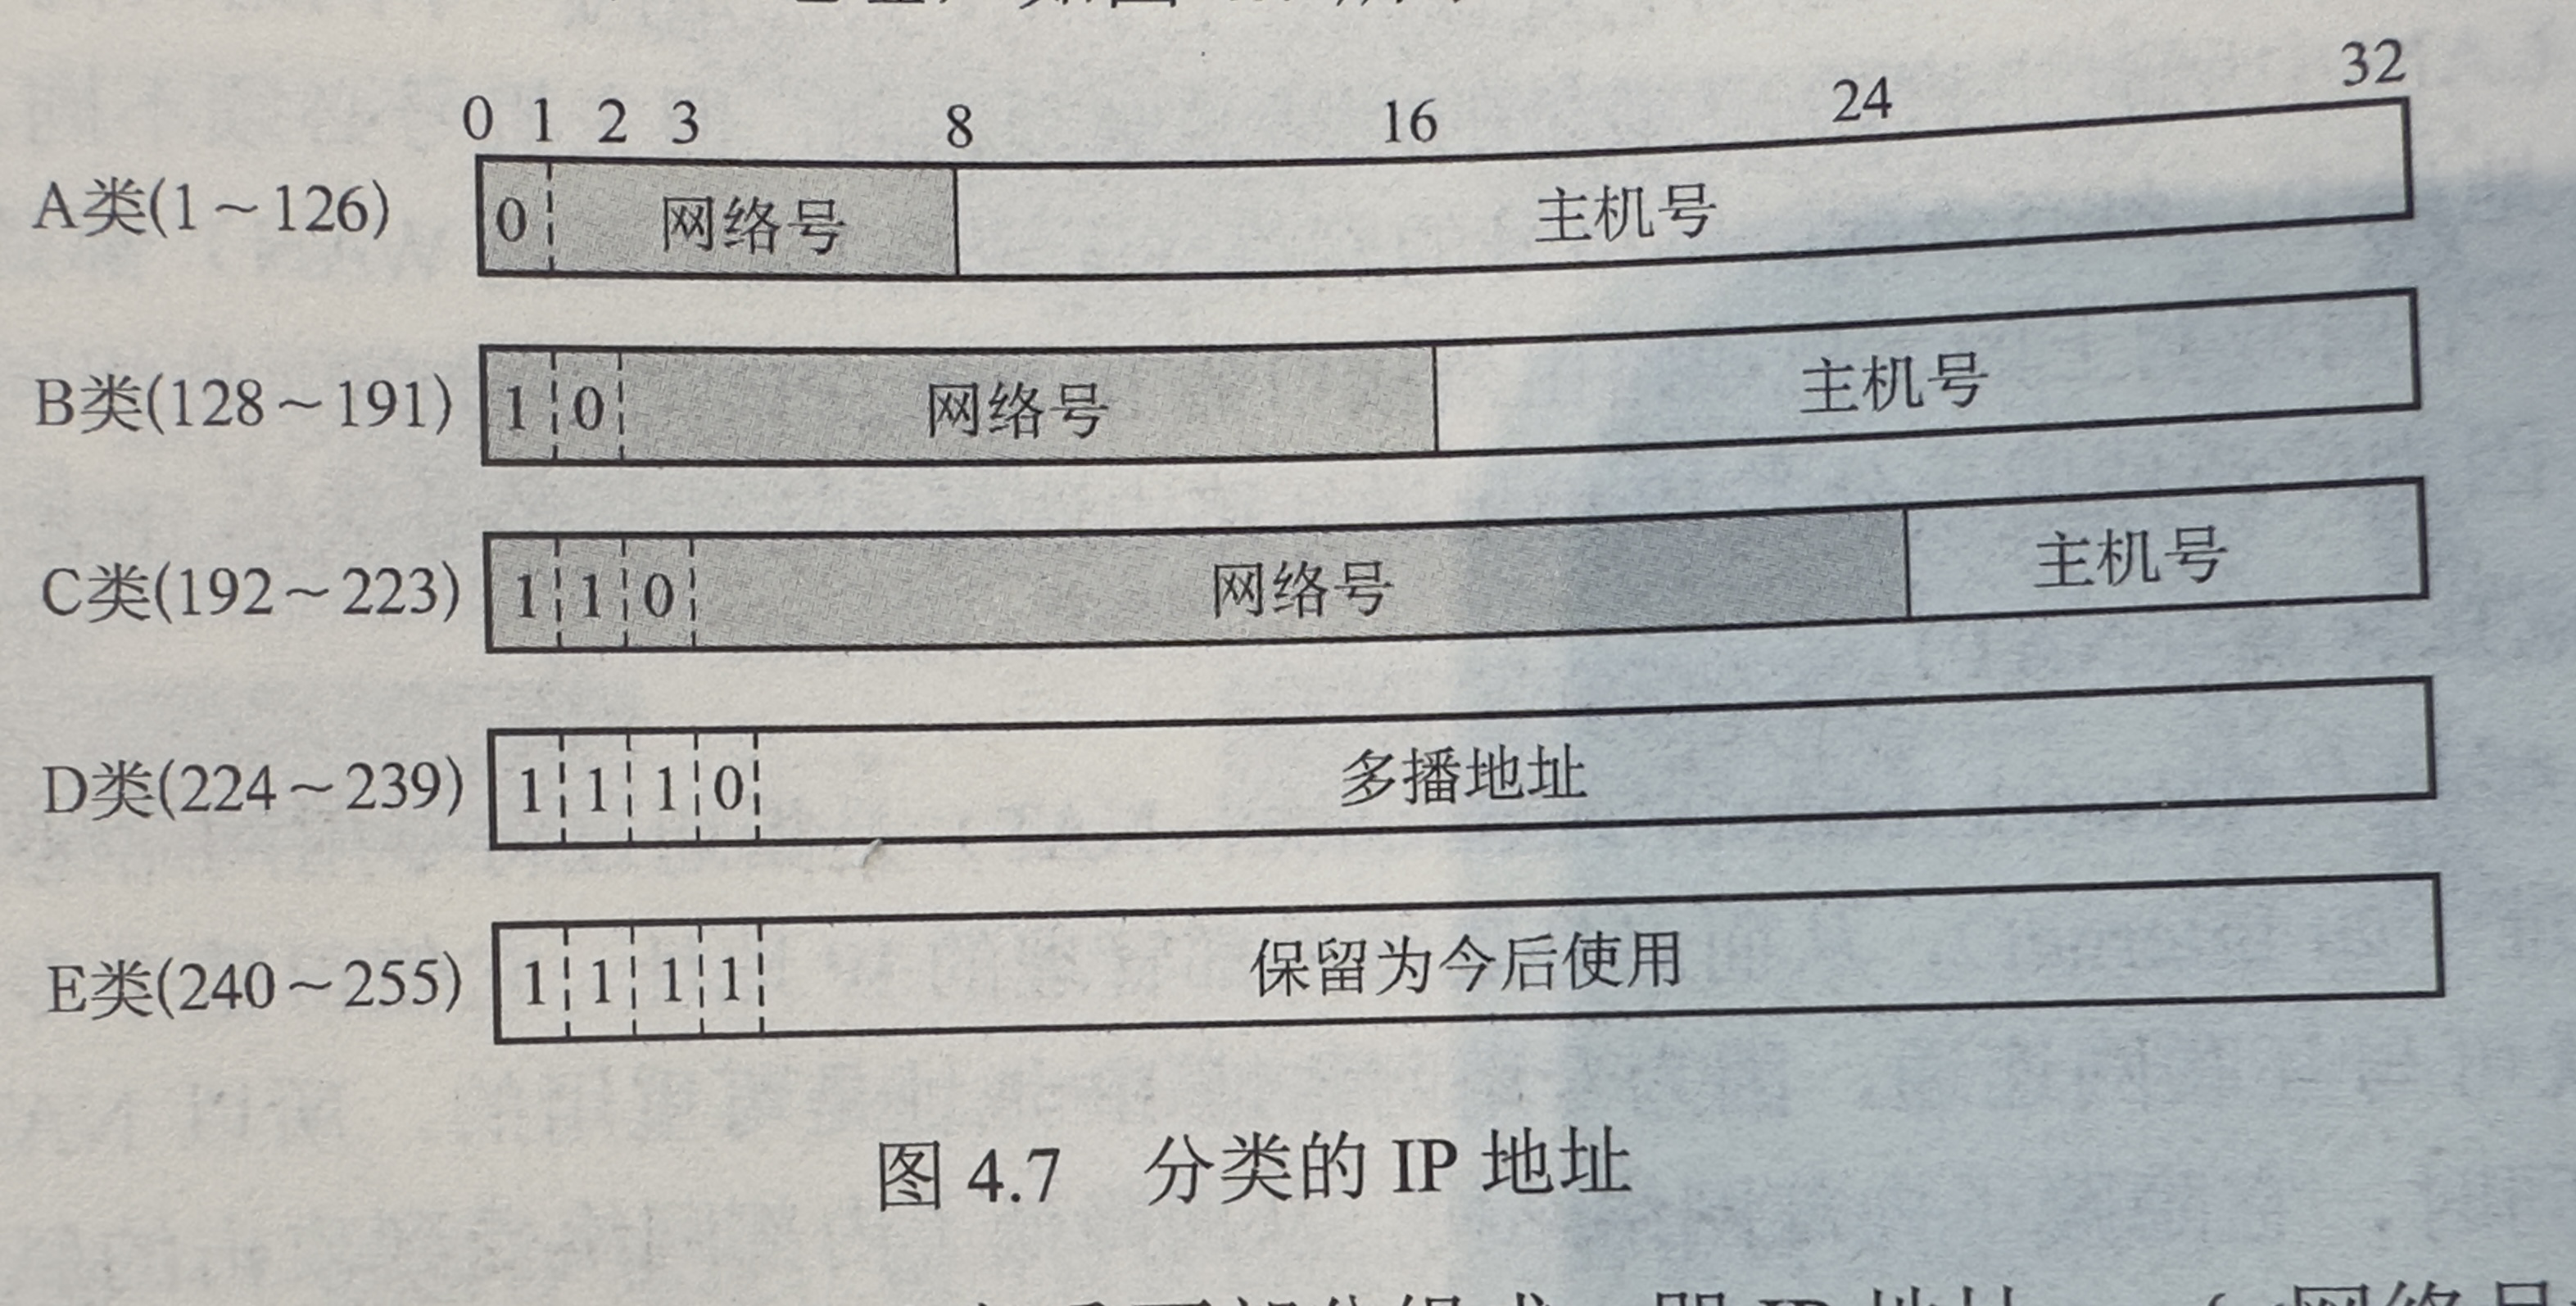 0 1 2 3 8 16 24 32
A类(1～126) 0 网络号 主机号
B类(128～191) 1 0 网络号 主机号
C类(192～223) 1 1 0 网络号 主机号
D类(224～239) 1 1 1 0 多播地址
E类(240～255) 1 1 1 1 保留为今后使用
图 4.7 分类的 IP 地址